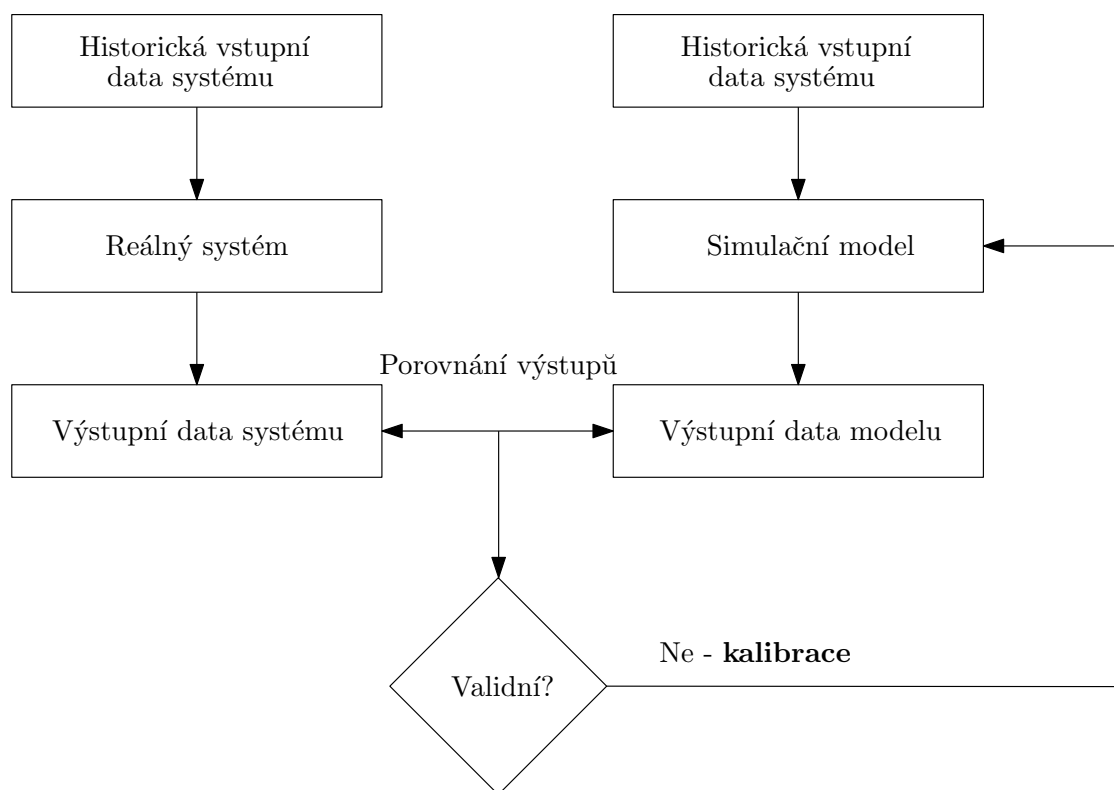 Historická vstupní
data systému
Historická vstupní
data systému
Reálný systém
Simulační model
Porovnání výstupŭ
Výstupní data systému
Výstupní data modelu
Ne - kalibrace
Validní?